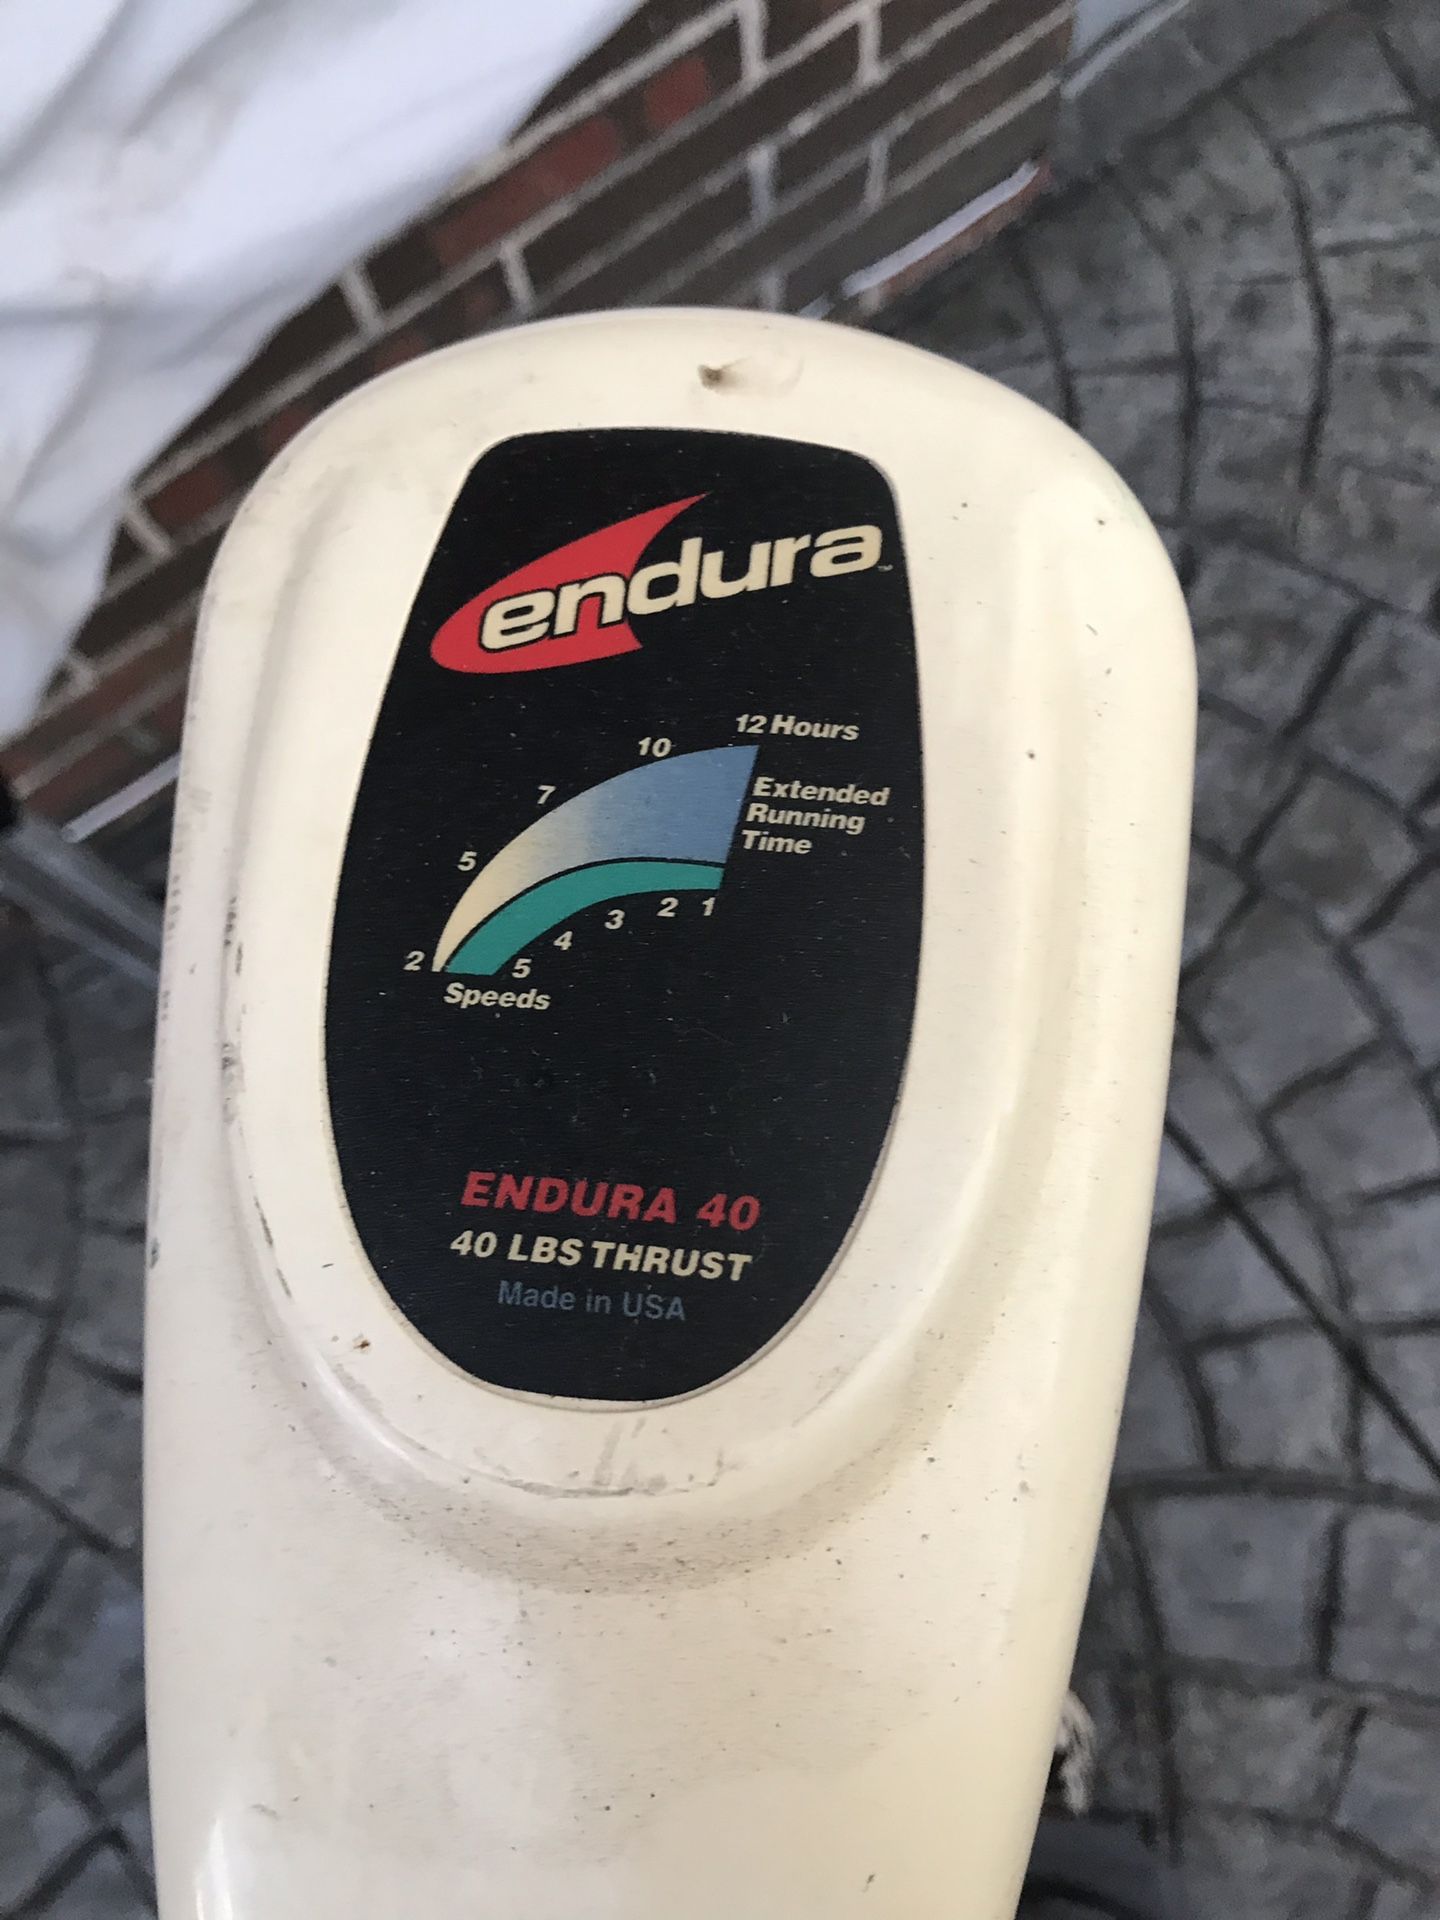 endura™
12 Hours
10
7
5
2
Extended
Running
Time
1
2
3
4
5
Speeds
ENDURA 40
40 LBS THRUST
Made in USA